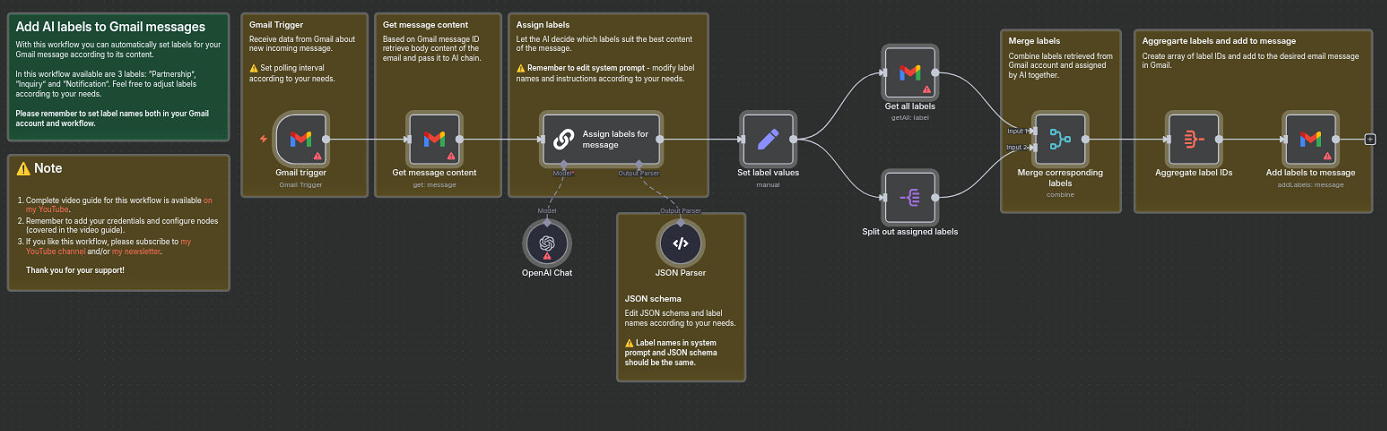 Add AI labels to Gmail messages
With this workflow you can automatically set labels for your
Gmail message according to its content.
In this workflow available are 3 labels: "Partnership",
"Inquiry" and "Notification". Feel free to adjust labels
according to your needs.
Please remember to set label names both in your Gmail
account and workflow.
⚠️ Note
1. Complete video guide for this workflow is available on
my YouTube.
2. Remember to add your credentials and configure nodes
(covered in the video guide).
3. If you like this workflow, please subscribe to my
YouTube channel and/or my newsletter.
Thank you for your support!
Gmail Trigger
Receive data from Gmail about
new incoming message.
⚠️ Set polling interval
according to your needs.
Gmail trigger
Gmail Trigger
Get message content
Based on Gmail message ID
retrieve body content of the
email and pass it to AI chain.
Get message content
get: message
Assign labels
Let the AI decide which labels suit the best content
of the message.
⚠️ Remember to edit system prompt - modify label
names and instructions according to your needs.
Assign labels for
message
Model*
Output Parser
Model
Output Parser
OpenAI Chat
JSON Parser
JSON schema
Edit JSON schema and label
names according to your needs.
⚠️ Label names in system
prompt and JSON schema
should be the same.
Set label values
manual
Get all labels
getAll: label
Split out assigned labels
Merge labels
Combine labels retrieved from
Gmail account and assigned
by AI together.
Input 1
Input 2
Merge corresponding
labels
combine
Aggregarte labels and add to message
Create array of label IDs and add to the desired email message
in Gmail.
Aggregate label IDs
Add labels to message
addLabels: message